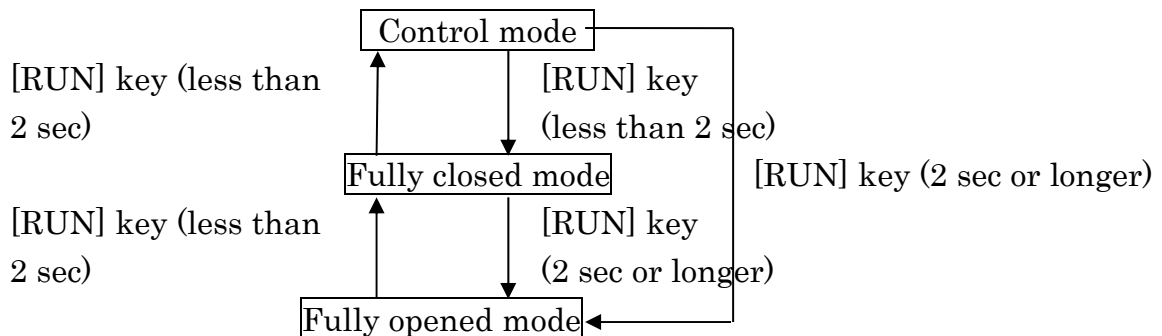 Control mode
[RUN] key (less than
2 sec)
[RUN] key
(less than 2 sec)
Fully closed mode
[RUN] key (2 sec or longer)
[RUN] key (less than
2 sec)
[RUN] key
(2 sec or longer)
Fully opened mode